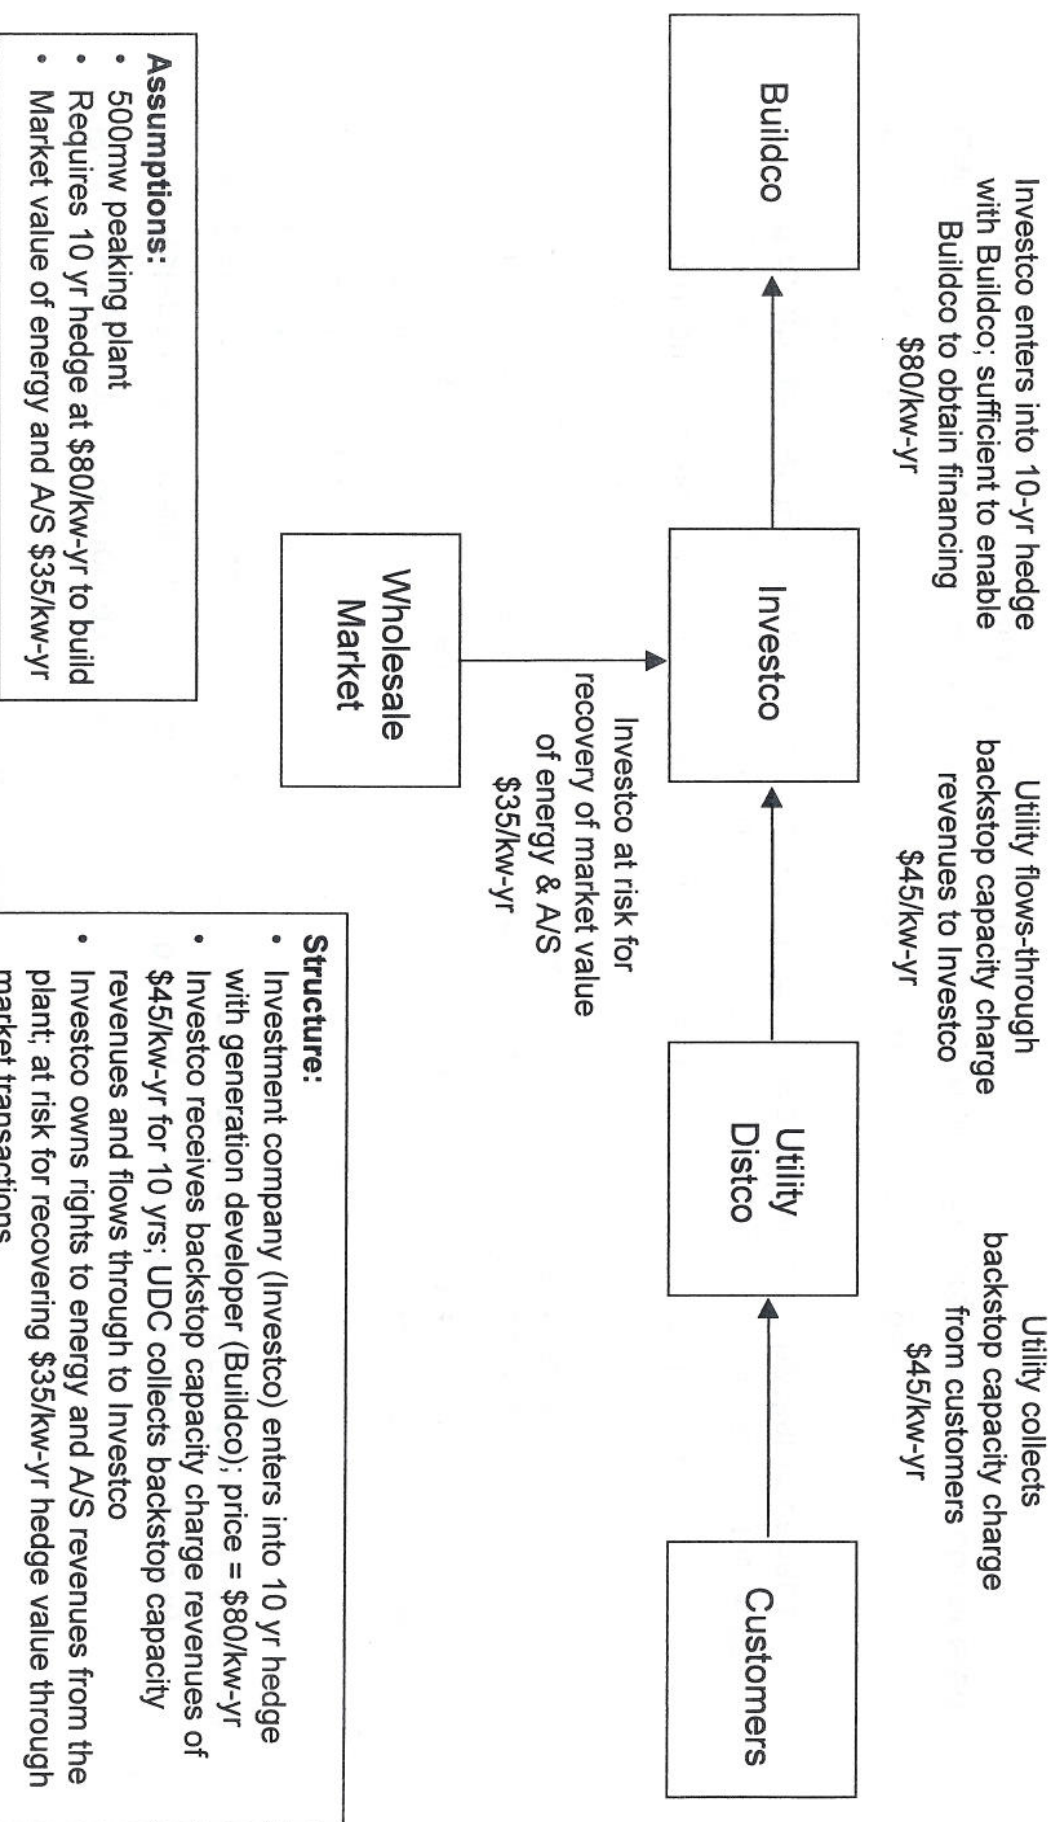 Investco enters into 10-yr hedge
with Buildco; sufficient to enable
Buildco to obtain financing
$80/kw-yr
Utility flows-through
backstop capacity charge
revenues to Investco
$45/kw-yr
Utility collects
backstop capacity charge
from customers
$45/kw-yr
Buildco
Investco
Utility
Distco
Customers
Investco at risk for
recovery of market value
of energy & A/S
$35/kw-yr
Wholesale
Market
Assumptions:
• 500mw peaking plant
• Requires 10 yr hedge at $80/kw-yr to build
• Market value of energy and A/S $35/kw-yr
Structure:
• Investment company (Investco) enters into 10 yr hedge
with generation developer (Buildco); price = $80/kw-yr
• Investco receives backstop capacity charge revenues of
$45/kw-yr for 10 yrs; UDC collects backstop capacity
revenues and flows through to Investco
• Investco owns rights to energy and A/S revenues from the
plant; at risk for recovering $35/kw-yr hedge value through
market transactions